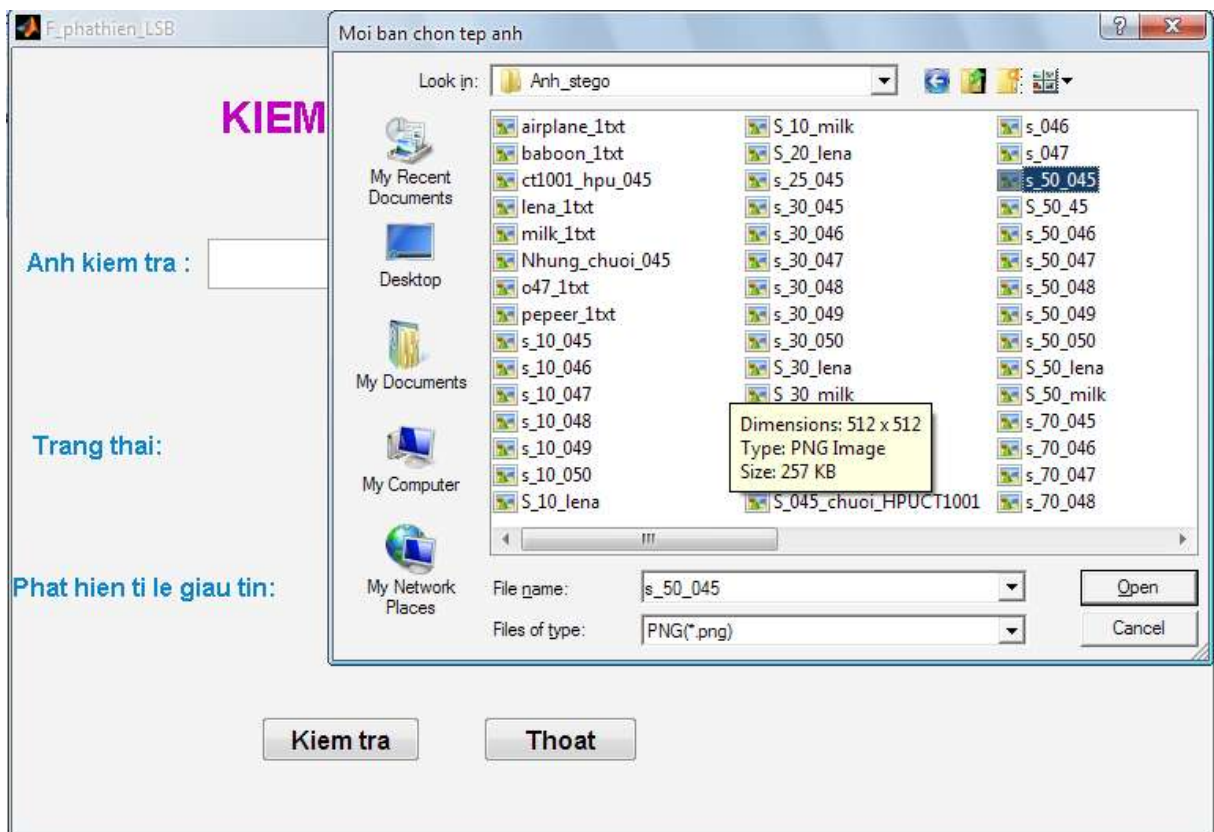 F_phathien_LSB
KIEM
Anh kiem tra :
Trang thai:
Phat hien ti le giau tin:
Kiem tra
Thoat
Moi ban chon tep anh
Look in:
Anh_stego
My Recent
Documents
Desktop
My Documents
My Computer
My Network
Places
airplane_1txt
baboon_1txt
ct1001_hpu_045
lena_1txt
milk_1txt
Nhung_chuoi_045
o47_1txt
pepeer_1txt
s_10_045
s_10_046
s_10_047
s_10_048
s_10_049
s_10_050
S_10_lena
S_10_milk
S_20_lena
s_25_045
s_30_045
s_30_046
s_30_047
s_30_048
s_30_049
s_30_050
S_30_lena
S_30_milk
Dimensions: 512 x 512
Type: PNG Image
Size: 257 KB
S_045_chuoi_HPUCT1001
s_046
s_047
s_50_045
S_50_45
s_50_046
s_50_047
s_50_048
s_50_049
s_50_050
S_50_lena
S_50_milk
s_70_045
s_70_046
s_70_047
s_70_048
File name:
s_50_045
Open
Files of type:
PNG(*.png)
Cancel